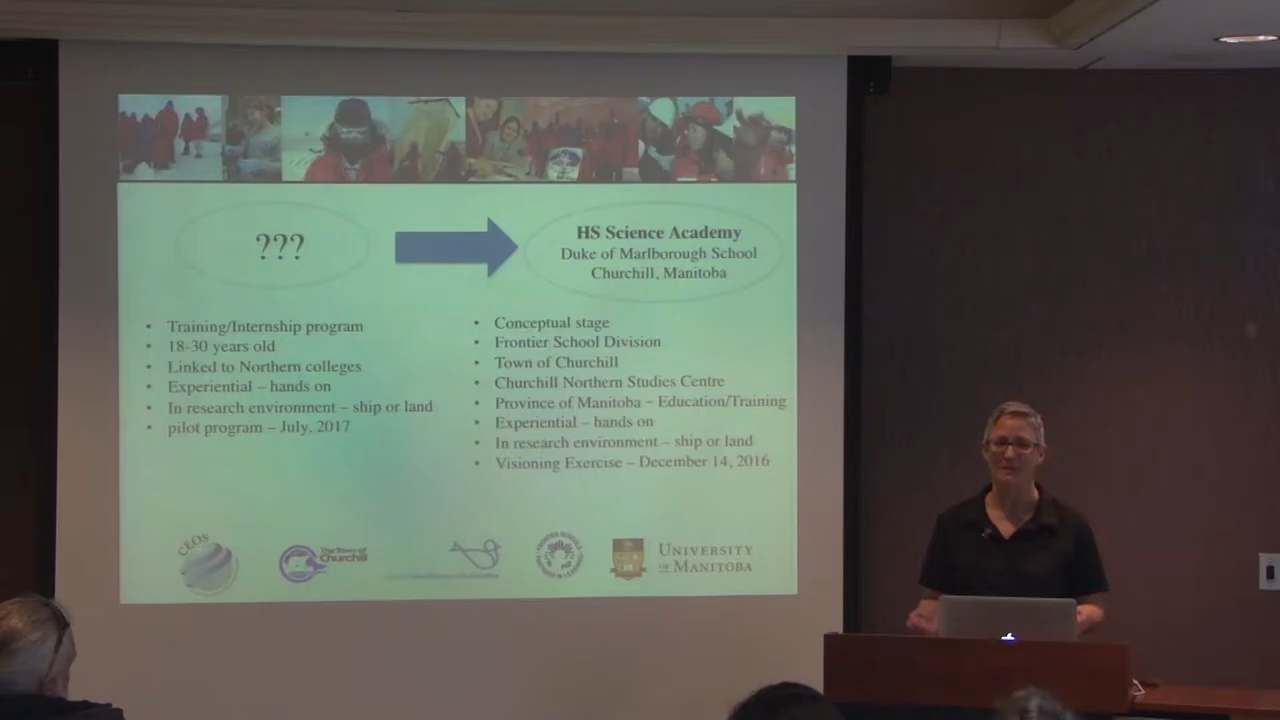 ???
HS Science Academy
Duke of Marlborough School
Churchill, Manitoba
• Training/Internship program
• 18-30 years old
• Linked to Northern colleges
• Experiential – hands on
• In research environment – ship or land
• pilot program – July, 2017
• Conceptual stage
• Frontier School Division
• Town of Churchill
• Churchill Northern Studies Centre
• Province of Manitoba – Education/Training
• Experiential – hands on
• In research environment – ship or land
• Visioning Exercise – December 14, 2016
CEOS
The Town of
Churchill
FRONTIER SCHOOLS
UNIVERSITY
OF MANITOBA